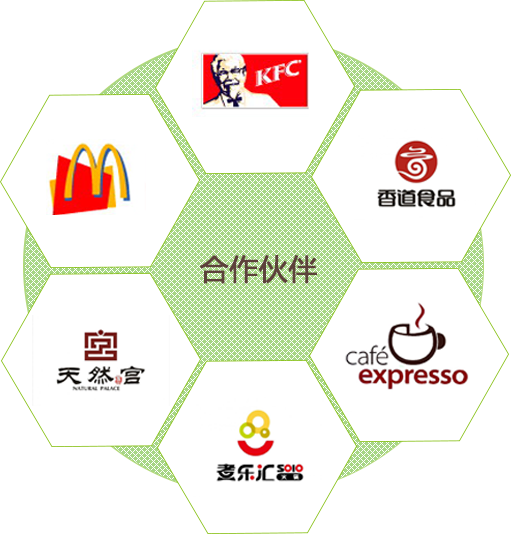 KFC
香道食品
合作伙伴
café
expresso
天然宫
NATURAL PALACE
麦乐汇